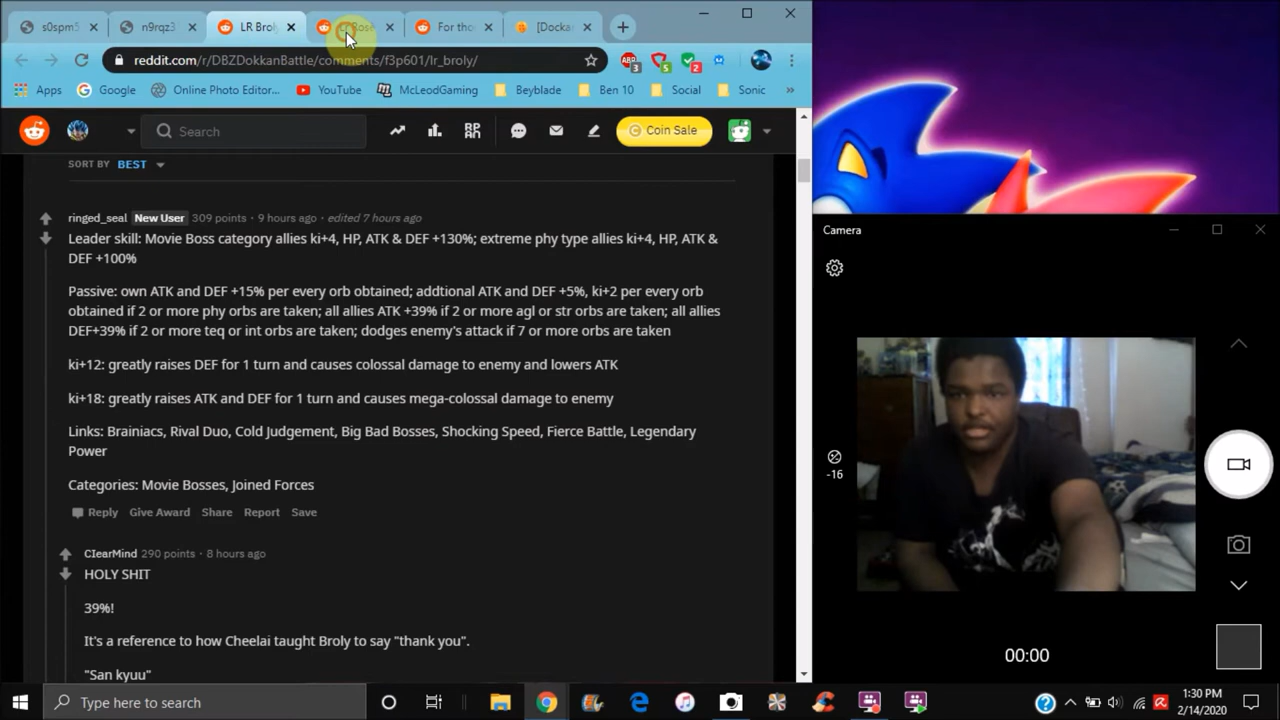 s0spm5
n9rqz3
LR Brol
LR Rosé
For tho
[Dokka
reddit.com/r/DBZDokkanBattle/comments/f3p601/lr_broly/
3
5
2
Apps
Google
Online Photo Editor...
YouTube
McLeodGaming
Beyblade
Ben 10
Social
Sonic
»
Search
RP
Coin Sale
SORT BY BEST
ringed_seal New User 309 points · 9 hours ago · edited 7 hours ago
Leader skill: Movie Boss category allies ki+4, HP, ATK & DEF +130%; extreme phy type allies ki+4, HP, ATK &
DEF +100%
Passive: own ATK and DEF +15% per every orb obtained; addtional ATK and DEF +5%, ki+2 per every orb
obtained if 2 or more phy orbs are taken; all allies ATK +39% if 2 or more agl or str orbs are taken; all allies
DEF+39% if 2 or more teq or int orbs are taken; dodges enemy's attack if 7 or more orbs are taken
ki+12: greatly raises DEF for 1 turn and causes colossal damage to enemy and lowers ATK
ki+18: greatly raises ATK and DEF for 1 turn and causes mega-colossal damage to enemy
Links: Brainiacs, Rival Duo, Cold Judgement, Big Bad Bosses, Shocking Speed, Fierce Battle, Legendary
Power
Categories: Movie Bosses, Joined Forces
Reply Give Award Share Report Save
CIearMind 290 points · 8 hours ago
HOLY SHIT
39%!
It's a reference to how Cheelai taught Broly to say "thank you".
"San kyuu"
Camera
-16
00:00
Type here to search
1:30 PM
2/14/2020